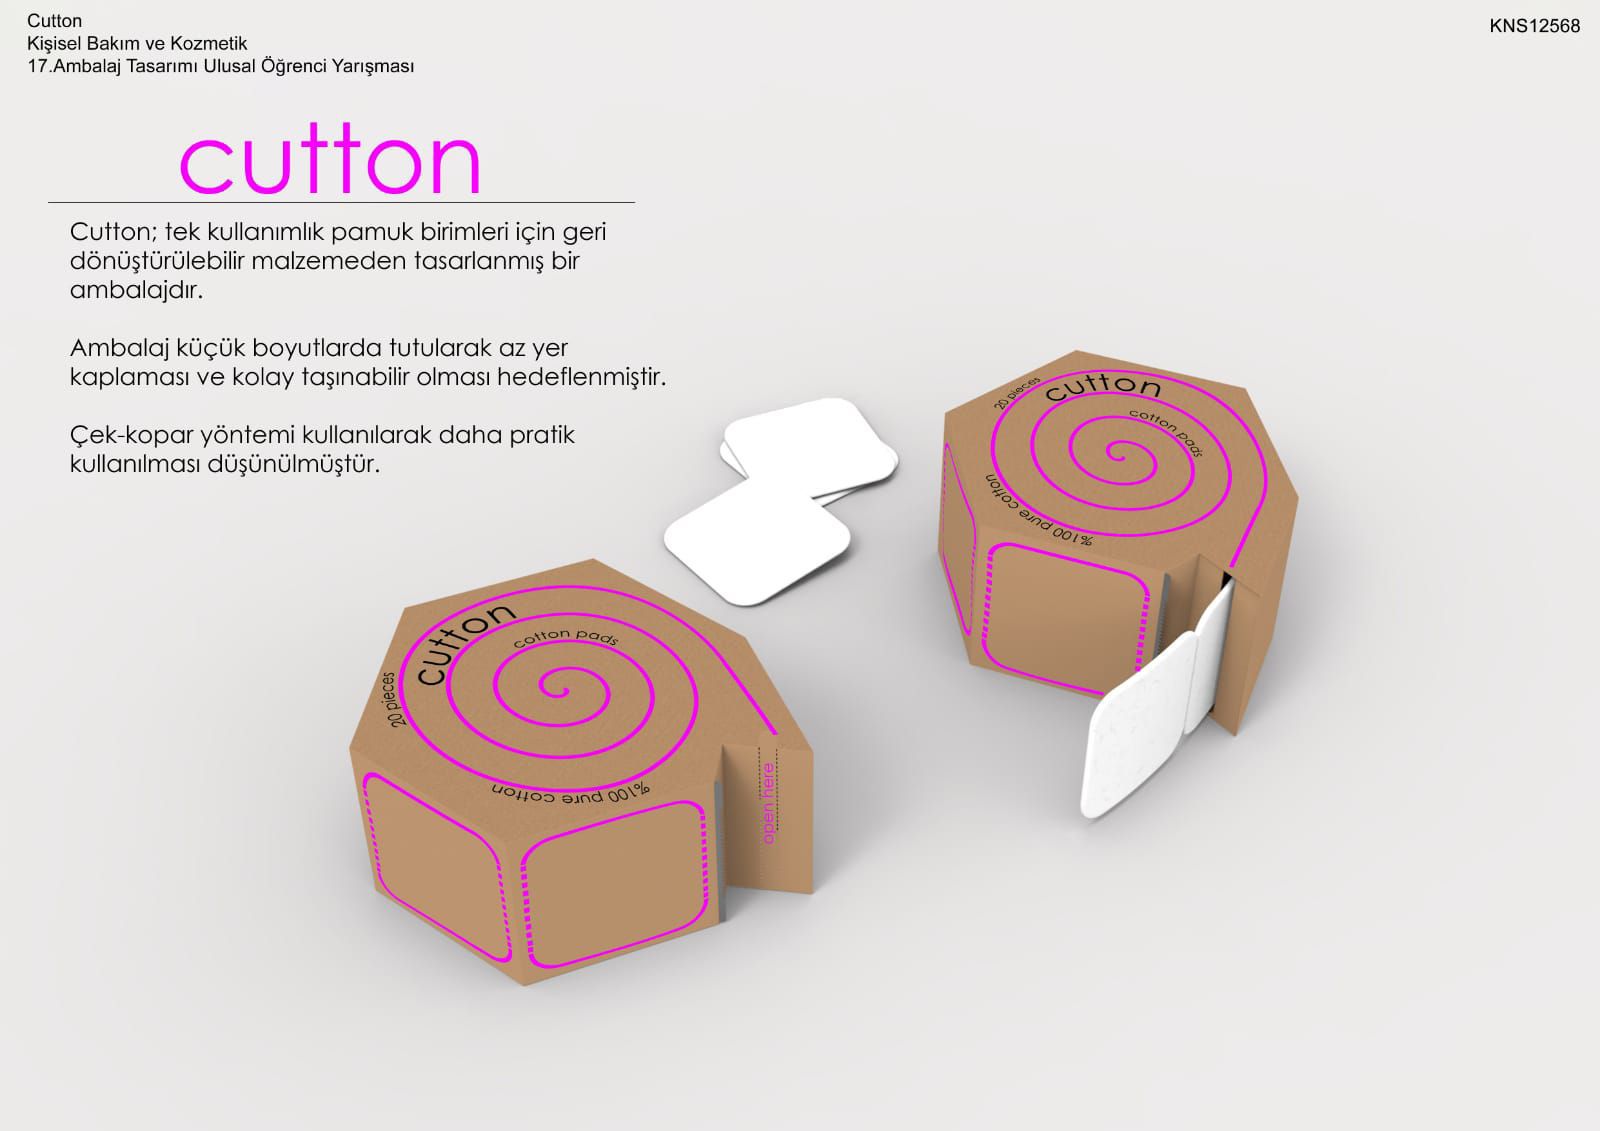 Cutton
Kişisel Bakım ve Kozmetik
17.Ambalaj Tasarımı Ulusal Öğrenci Yarışması
KNS12568
cutton
Cutton; tek kullanımlık pamuk birimleri için geri
dönüştürülebilir malzemeden tasarlanmış bir
ambalajdır.
Ambalaj küçük boyutlarda tutularak az yer
kaplaması ve kolay taşınabilir olması hedeflenmiştir.
Çek-kopar yöntemi kullanılarak daha pratik
kullanılması düşünülmüştür.
20 pieces
cutton
cotton pads
%100 pure cotton
cutton
cotton pads
20 pieces
%100 pure cotton
open here